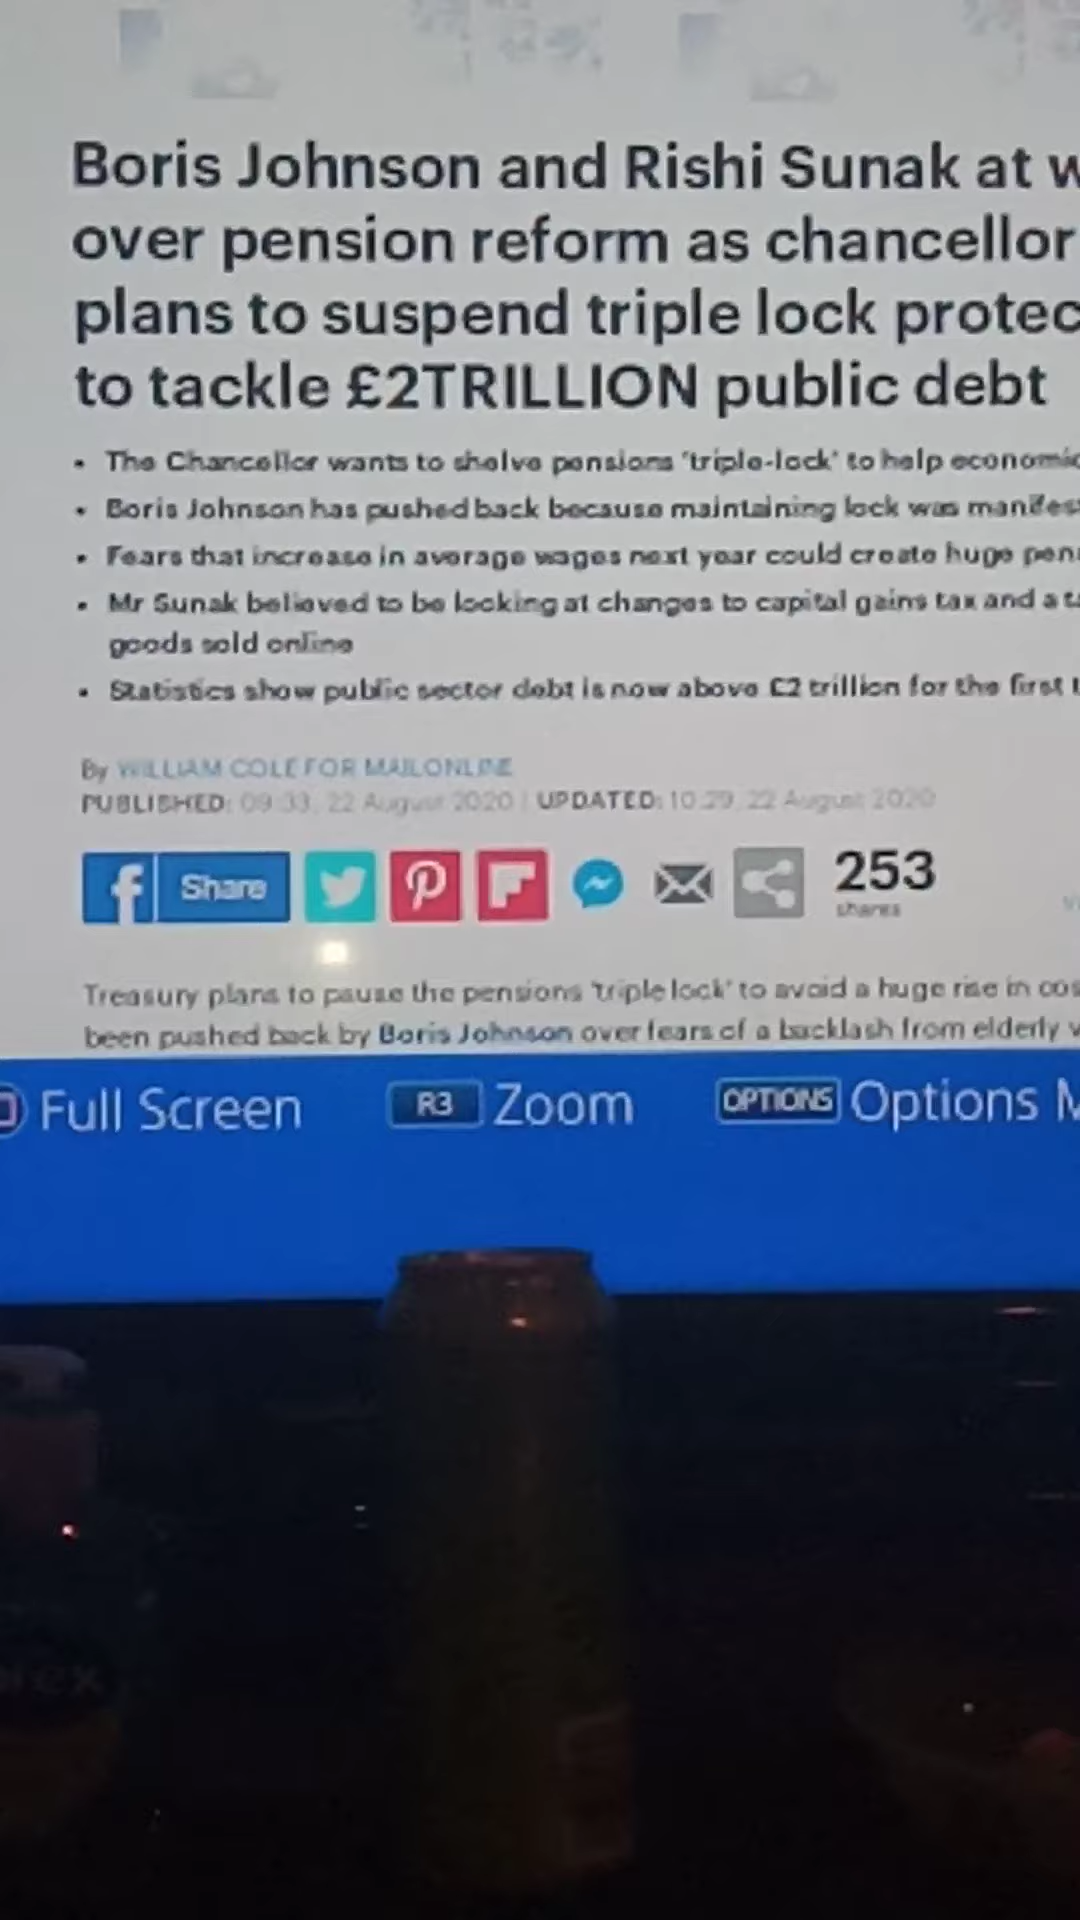 Boris Johnson and Rishi Sunak at
over pension reform as chancellor
plans to suspend triple lock protec
to tackle £2TRILLION public debt
• The Chancellor wants to shelve pensions 'triple-lock' to help economic
• Boris Johnson has pushed back because maintaining lock was manifest
• Fears that increase in average wages next year could create huge pen
• Mr Sunak believed to be looking at changes to capital gains tax and a t
goods sold online
• Statistics show public sector debt is now above £2 trillion for the first t
By WILLIAM COLE FOR MAILONLINE
PUBLISHED: 09:33, 22 August 2020 | UPDATED: 10:29, 22 August 2020
f Share
253
shares
Treasury plans to pause the pensions 'triple lock' to avoid a huge rise in cos
been pushed back by Boris Johnson over fears of a backlash from elderly v
Full Screen R3 Zoom OPTIONS Options M